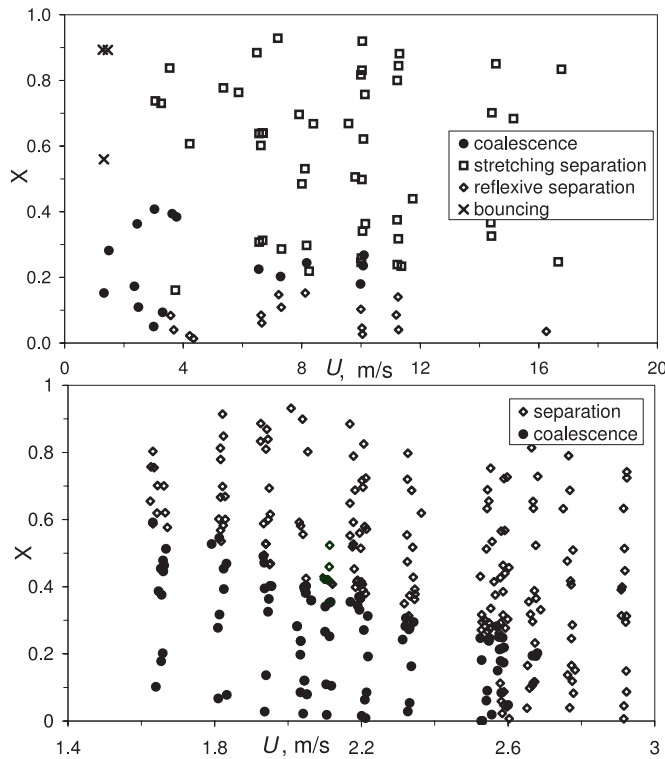 1.0
0.8
0.6
0.4
0.2
0.0
X
coalescence
stretching separation
reflexive separation
bouncing
0 4 8 12 16 20
U, m/s
1
0.8
0.6
0.4
0.2
0
X
separation
coalescence
1.4 1.8 2.2 2.6 3
U, m/s